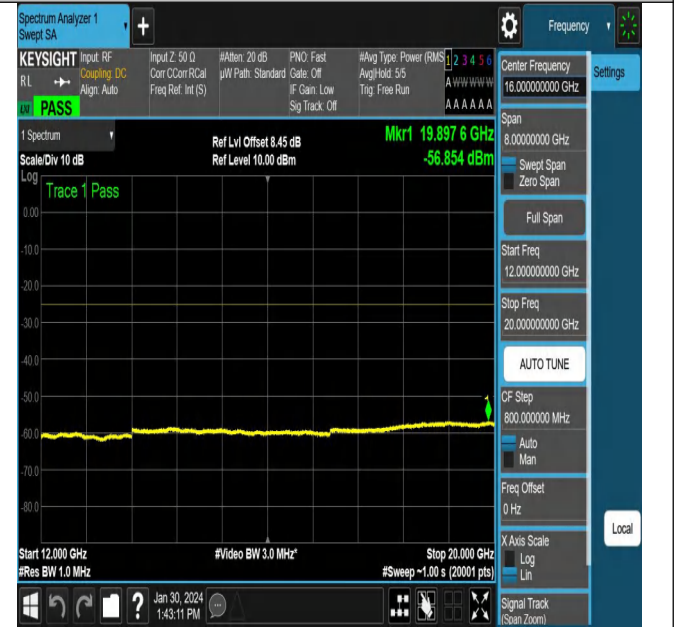 Spectrum Analyzer 1
Swept SA
Frequency
KEYSIGHT
RL
PASS
Input: RF
Coupling: DC
Align: Auto
Input Z: 50 Ω
Corr CCorr RCal
Freq Ref: Int (S)
#Atten: 20 dB
µW Path: Standard
PNO: Fast
Gate: Off
IF Gain: Low
Sig Track: Off
#Avg Type: Power (RMS
Avg|Hold: 5/5
Trig: Free Run
1 2 3 4 5 6
A W W W W W
A A A A A A
1 Spectrum
Scale/Div 10 dB
Ref Lvl Offset 8.45 dB
Ref Level 10.00 dBm
Mkr1 19.897 6 GHz
-56.854 dBm
Log
Trace 1 Pass
0.00
-10.0
-20.0
-30.0
-40.0
-50.0
-60.0
-70.0
-80.0
1
Start 12.000 GHz
#Res BW 1.0 MHz
#Video BW 3.0 MHz*
Stop 20.000 GHz
#Sweep ~1.00 s (20001 pts)
Center Frequency
16.000000000 GHz
Settings
Span
8.00000000 GHz
Swept Span
Zero Span
Full Span
Start Freq
12.000000000 GHz
Stop Freq
20.000000000 GHz
AUTO TUNE
CF Step
800.000000 MHz
Auto
Man
Freq Offset
0 Hz
X Axis Scale
Log
Lin
Local
Signal Track
(Span Zoom)
?
Jan 30, 2024
1:43:11 PM